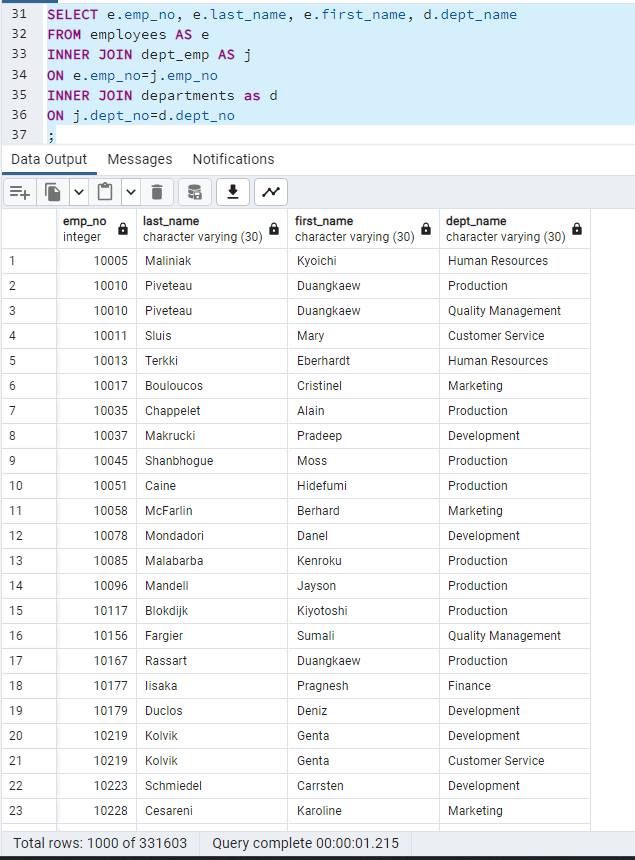 31 SELECT e.emp_no, e.last_name, e.first_name, d.dept_name
32 FROM employees AS e
33 INNER JOIN dept_emp AS j
34 ON e.emp_no=j.emp_no
35 INNER JOIN departments as d
36 ON j.dept_no=d.dept_no
37 ;
Data Output Messages Notifications
emp_no last_name first_name dept_name
integer character varying (30) character varying (30) character varying (30)
1 10005 Maliniak Kyoichi Human Resources
2 10010 Piveteau Duangkaew Production
3 10010 Piveteau Duangkaew Quality Management
4 10011 Sluis Mary Customer Service
5 10013 Terkki Eberhardt Human Resources
6 10017 Bouloucos Cristinel Marketing
7 10035 Chappelet Alain Production
8 10037 Makrucki Pradeep Development
9 10045 Shanbhogue Moss Production
10 10051 Caine Hidefumi Production
11 10058 McFarlin Berhard Marketing
12 10078 Mondadori Danel Development
13 10085 Malabarba Kenroku Production
14 10096 Mandell Jayson Production
15 10117 Blokdijk Kiyotoshi Production
16 10156 Fargier Sumali Quality Management
17 10167 Rassart Duangkaew Production
18 10177 Iisaka Pragnesh Finance
19 10179 Duclos Deniz Development
20 10219 Kolvik Genta Development
21 10219 Kolvik Genta Customer Service
22 10223 Schmiedel Carrsten Development
23 10228 Cesareni Karoline Marketing
Total rows: 1000 of 331603 Query complete 00:00:01.215